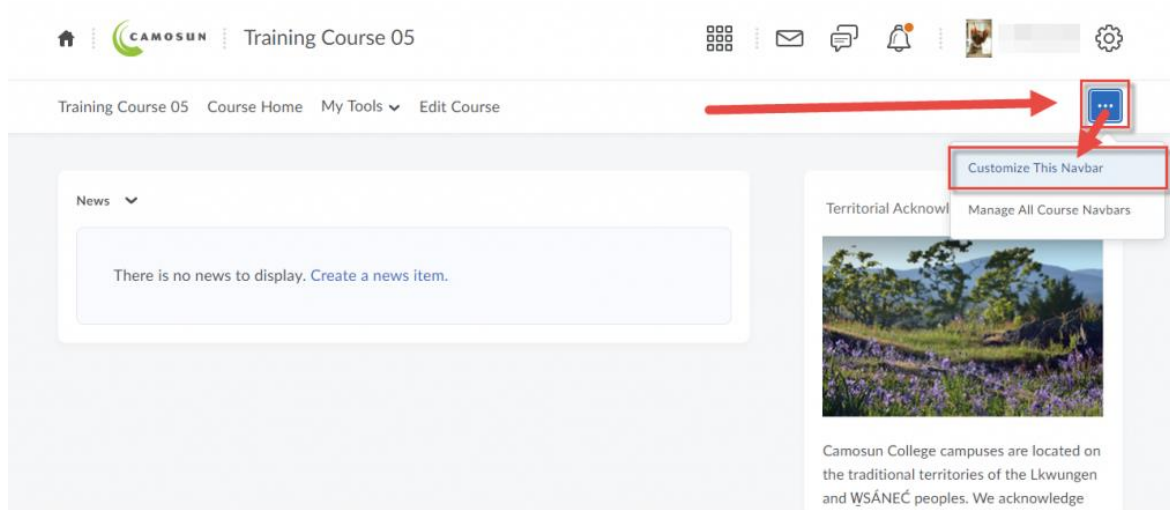 CAMOSUN
Training Course 05
Training Course 05 Course Home My Tools Edit Course
Customize This Navbar
Manage All Course Navbars
News
There is no news to display. Create a news item.
Territorial Acknowl
Camosun College campuses are located on
the traditional territories of the Lkwungen
and W̱SÁNEĆ peoples. We acknowledge